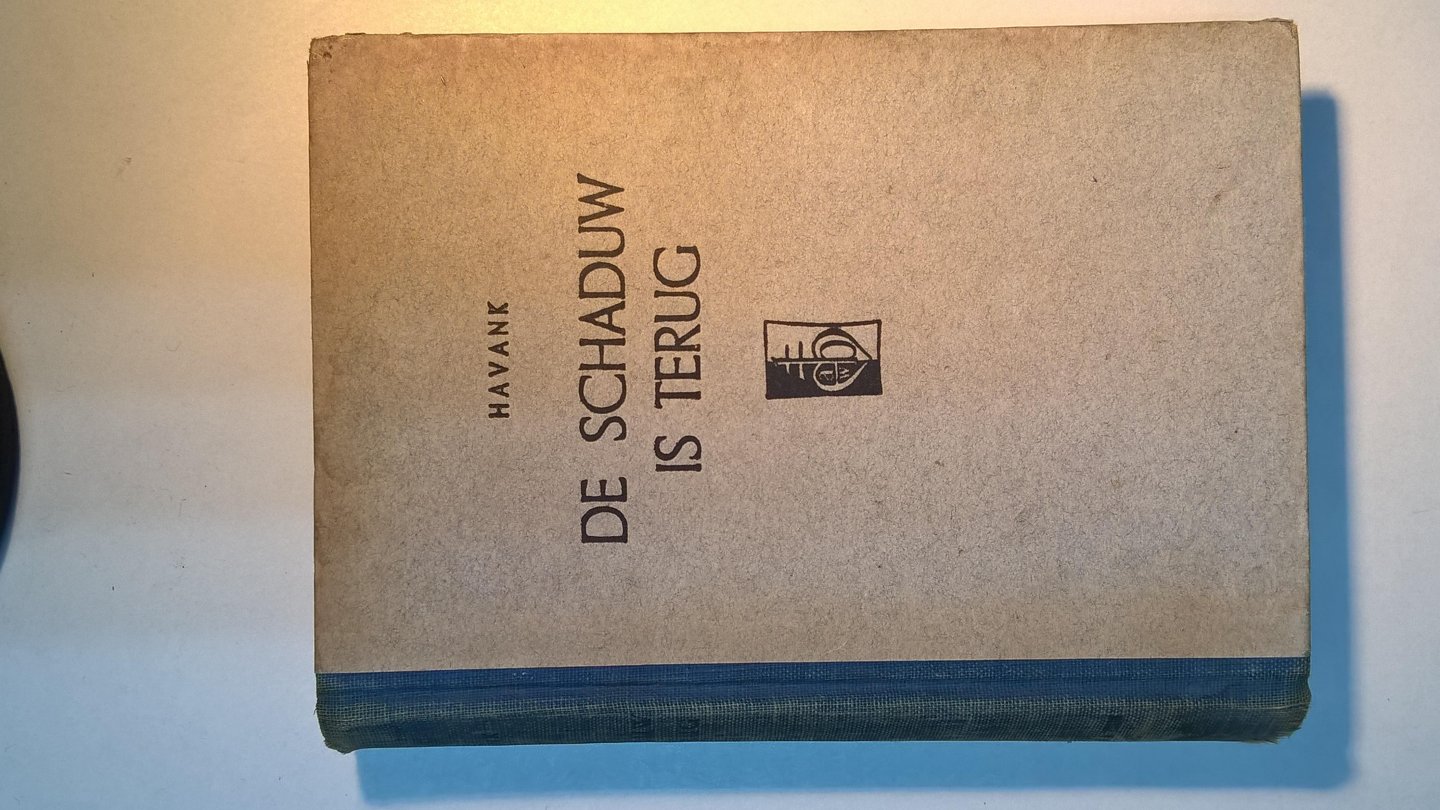 HAVANK
DE SCHADUW
IS TERUG